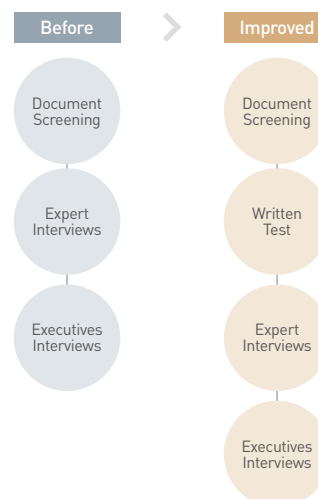 Before
Document
Screening
Expert
Interviews
Executives
Interviews
Improved
Document
Screening
Written
Test
Expert
Interviews
Executives
Interviews